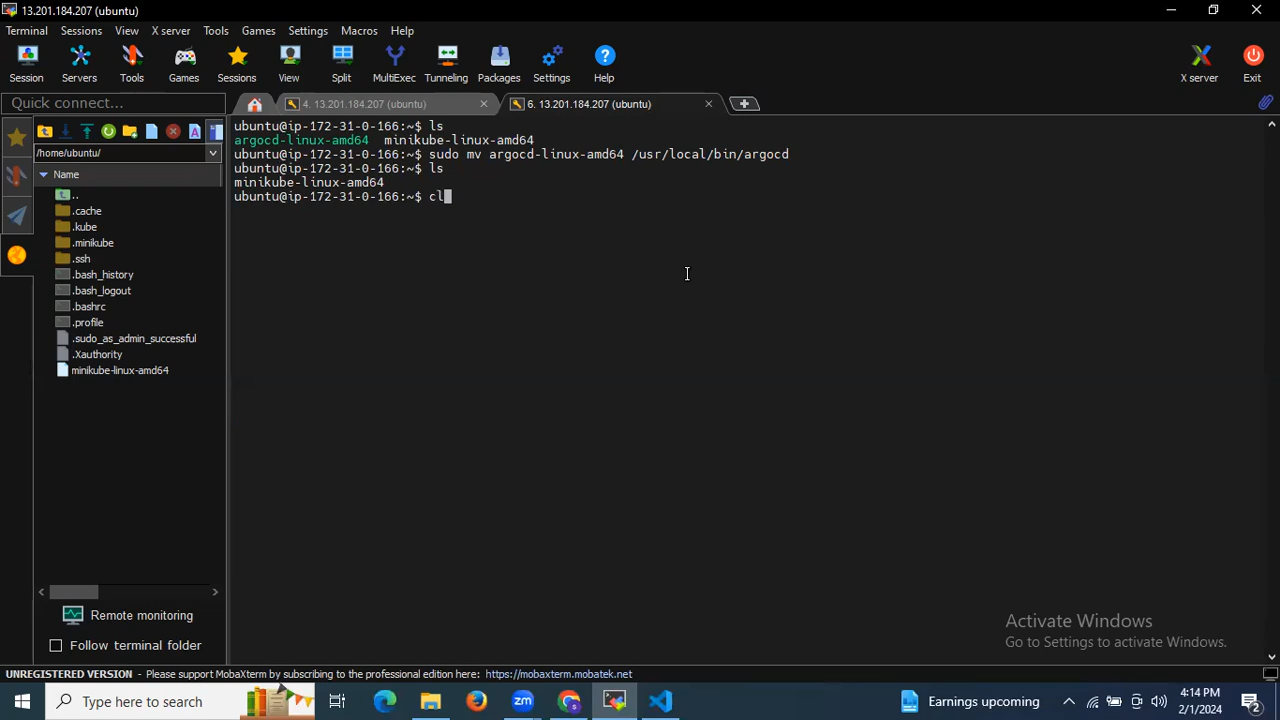 13.201.184.207 (ubuntu)
Terminal Sessions View X server Tools Games Settings Macros Help
Session Servers Tools Games Sessions View Split MultiExec Tunneling Packages Settings Help X server Exit
Quick connect... 4. 13.201.184.207 (ubuntu) 6. 13.201.184.207 (ubuntu)
/home/ubuntu/
Name
..
.cache
.kube
.minikube
.ssh
.bash_history
.bash_logout
.bashrc
.profile
.sudo_as_admin_successful
.Xauthority
minikube-linux-amd64
Remote monitoring
Follow terminal folder
ubuntu@ip-172-31-0-166:~$ ls
argocd-linux-amd64 minikube-linux-amd64
ubuntu@ip-172-31-0-166:~$ sudo mv argocd-linux-amd64 /usr/local/bin/argocd
ubuntu@ip-172-31-0-166:~$ ls
minikube-linux-amd64
ubuntu@ip-172-31-0-166:~$ cl
Activate Windows
Go to Settings to activate Windows.
UNREGISTERED VERSION - Please support MobaXterm by subscribing to the professional edition here: https://mobaxterm.mobatek.net
Type here to search
zm
Earnings upcoming
4:14 PM
2/1/2024
2